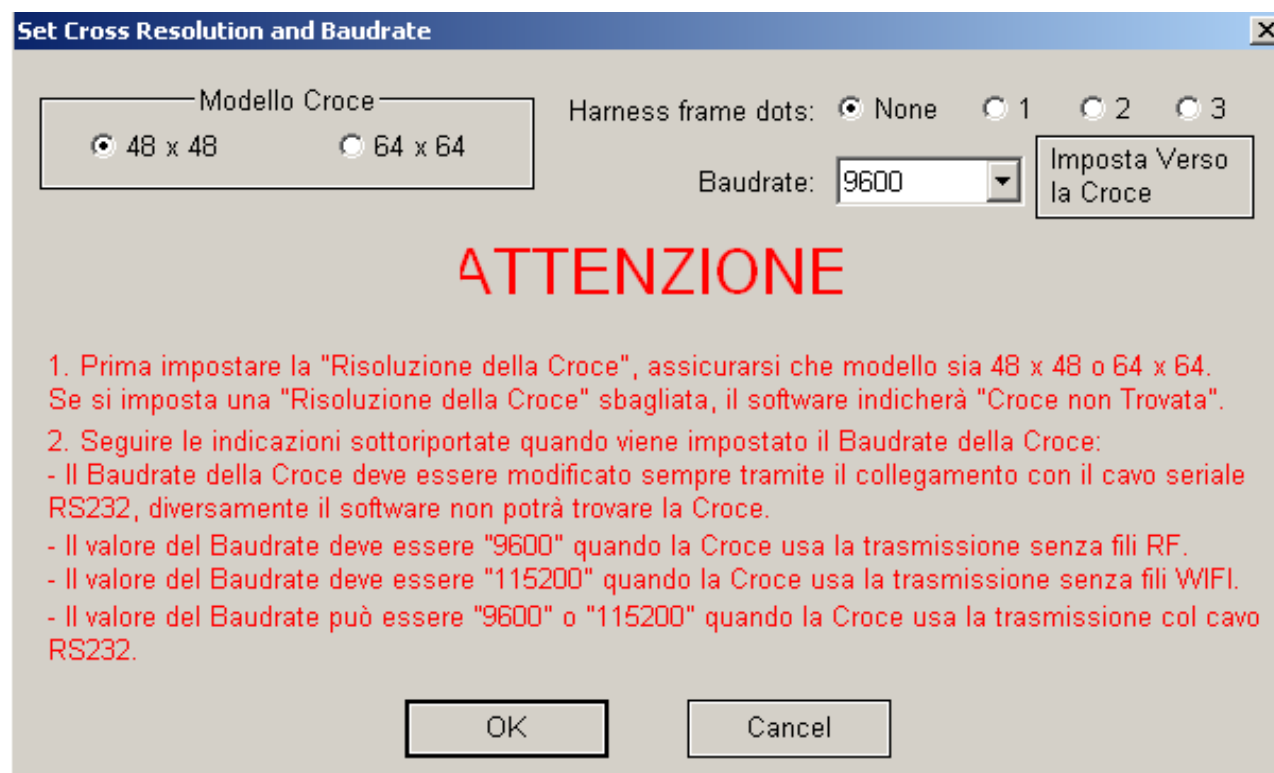 Set Cross Resolution and Baudrate
Modello Croce
48 x 48
64 x 64
Harness frame dots: None 1 2 3
Baudrate: 9600
Imposta Verso
la Croce
ATTENZIONE
1. Prima impostare la "Risoluzione della Croce", assicurarsi che modello sia 48 x 48 o 64 x 64.
Se si imposta una "Risoluzione della Croce" sbagliata, il software indicherà "Croce non Trovata".
2. Seguire le indicazioni sottoriportate quando viene impostato il Baudrate della Croce:
- Il Baudrate della Croce deve essere modificato sempre tramite il collegamento con il cavo seriale
RS232, diversamente il software non potrà trovare la Croce.
- Il valore del Baudrate deve essere "9600" quando la Croce usa la trasmissione senza fili RF.
- Il valore del Baudrate deve essere "115200" quando la Croce usa la trasmissione senza fili WIFI.
- Il valore del Baudrate può essere "9600" o "115200" quando la Croce usa la trasmissione col cavo
RS232.
OK
Cancel